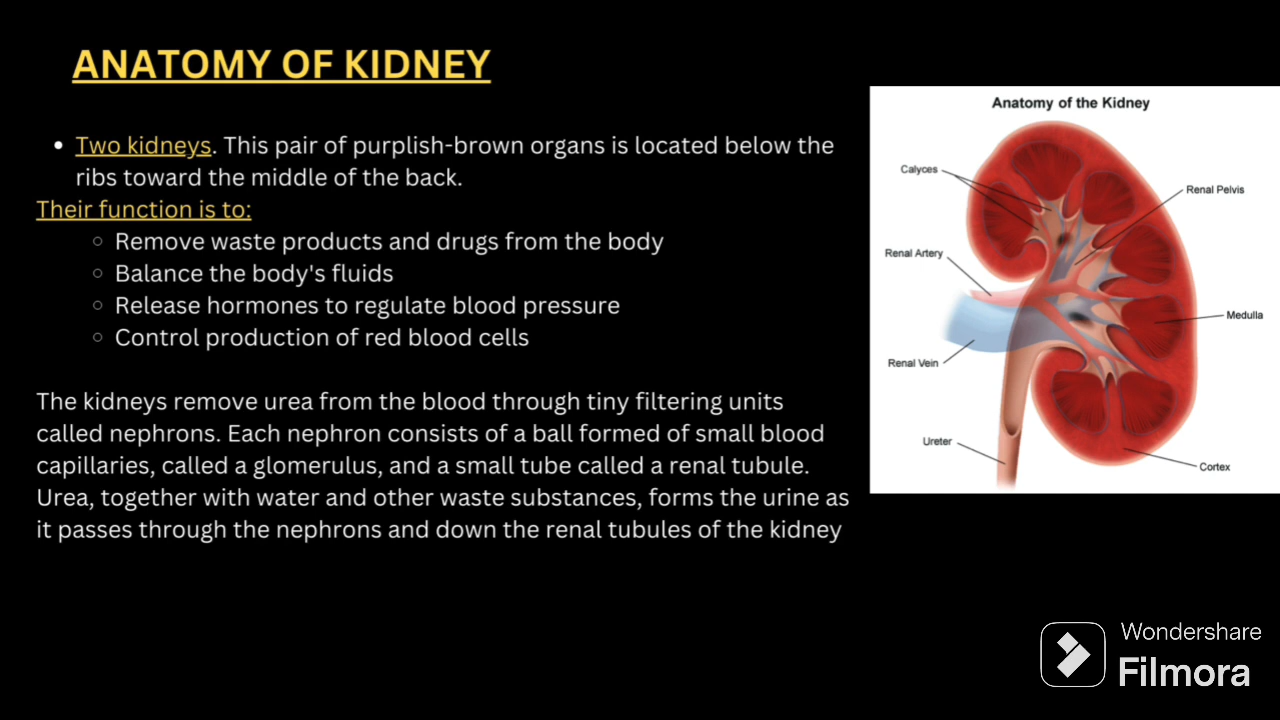 ANATOMY OF KIDNEY
• Two kidneys. This pair of purplish-brown organs is located below the
ribs toward the middle of the back.
Their function is to:
○ Remove waste products and drugs from the body
○ Balance the body's fluids
○ Release hormones to regulate blood pressure
○ Control production of red blood cells
The kidneys remove urea from the blood through tiny filtering units
called nephrons. Each nephron consists of a ball formed of small blood
capillaries, called a glomerulus, and a small tube called a renal tubule.
Urea, together with water and other waste substances, forms the urine as
it passes through the nephrons and down the renal tubules of the kidney
Anatomy of the Kidney
Calyces
Renal Pelvis
Renal Artery
Medulla
Renal Vein
Ureter
Cortex
Wondershare
Filmora